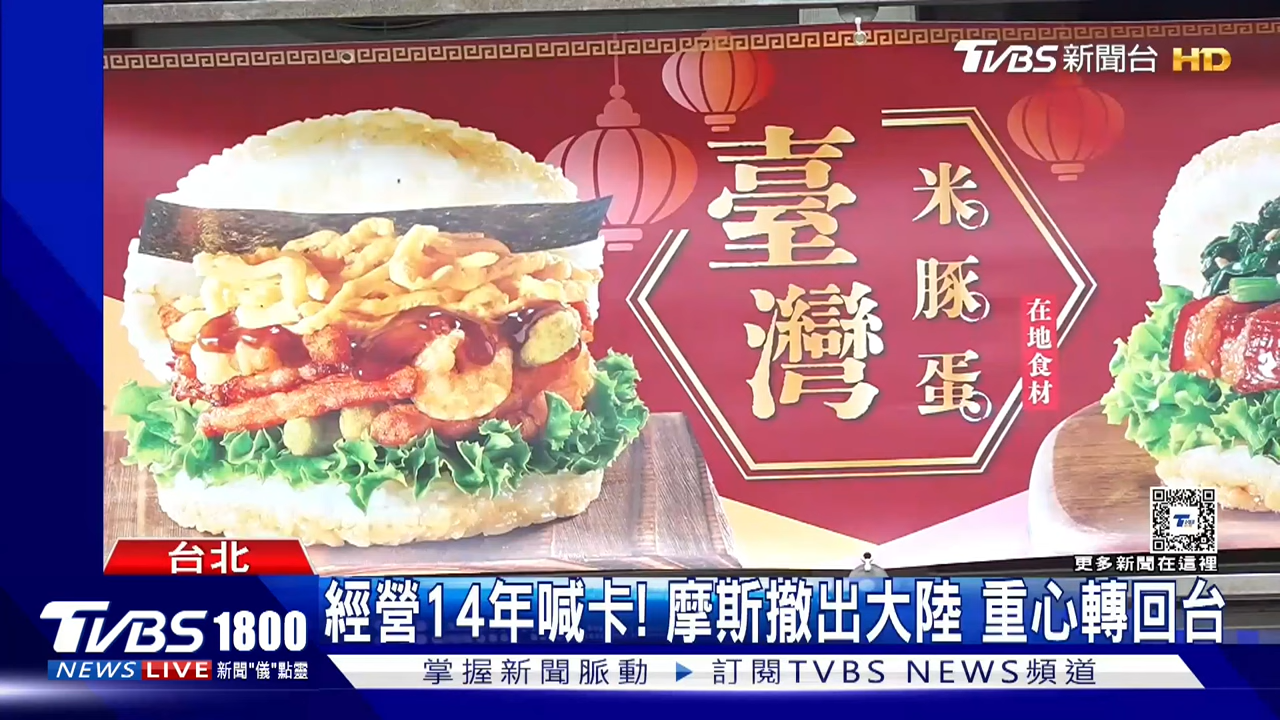 TVBS新聞台 HD
臺灣
米豚蛋
在地食材
更多新聞在這裡
台北
經營14年喊卡! 摩斯撤出大陸 重心轉回台
TVBS 1800
NEWS LIVE 新聞"儀"點靈
掌握新聞脈動 ▶ 訂閱TVBS NEWS頻道